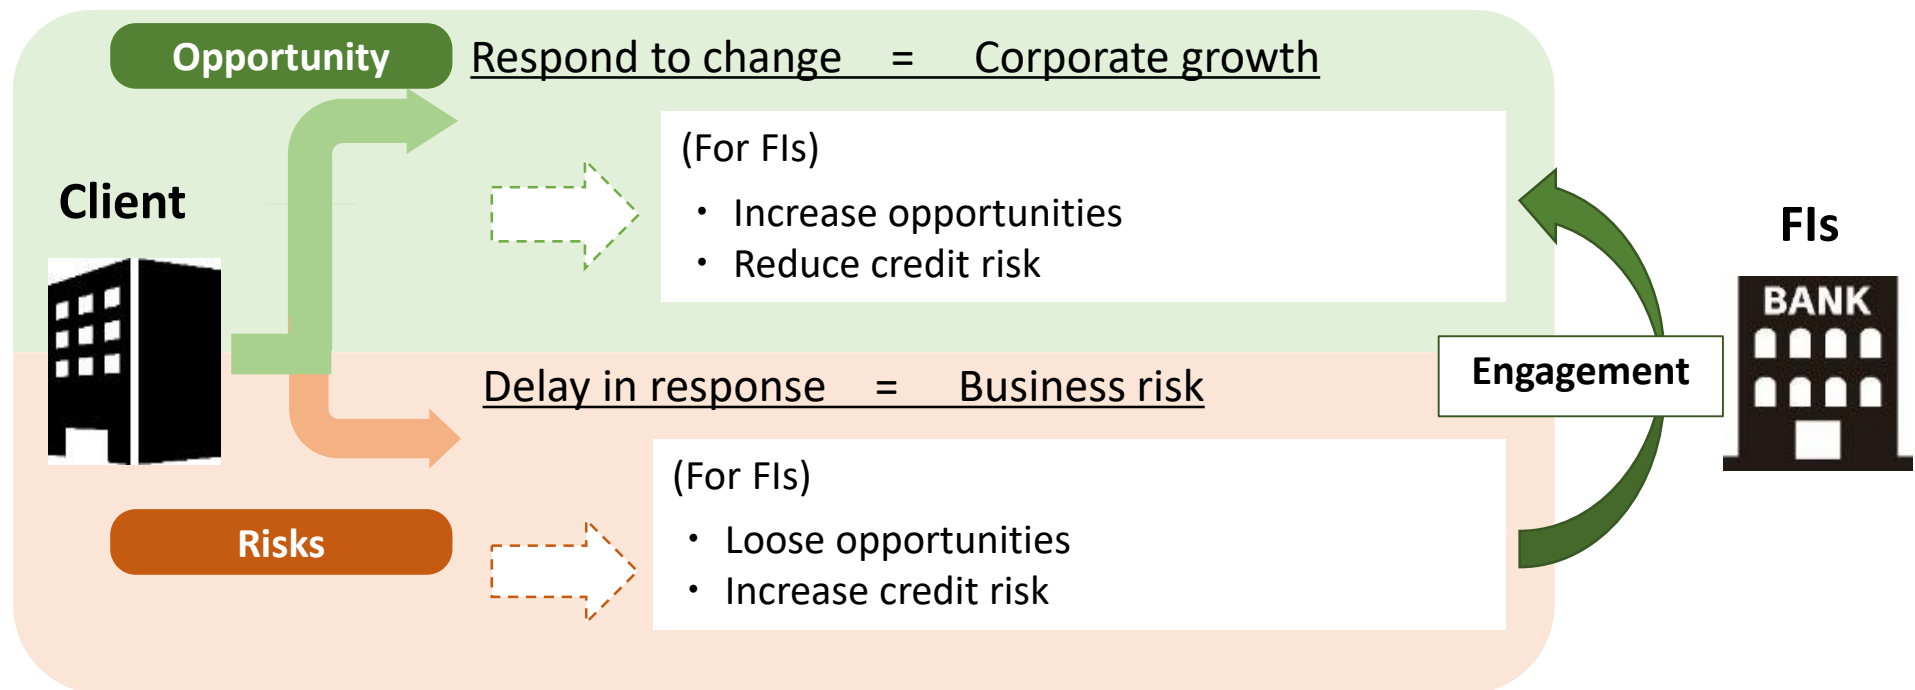 Opportunity
Respond to change = Corporate growth
(For FIs)
・ Increase opportunities
・ Reduce credit risk
Client
FIs
BANK
Engagement
Delay in response = Business risk
(For FIs)
・ Loose opportunities
・ Increase credit risk
Risks